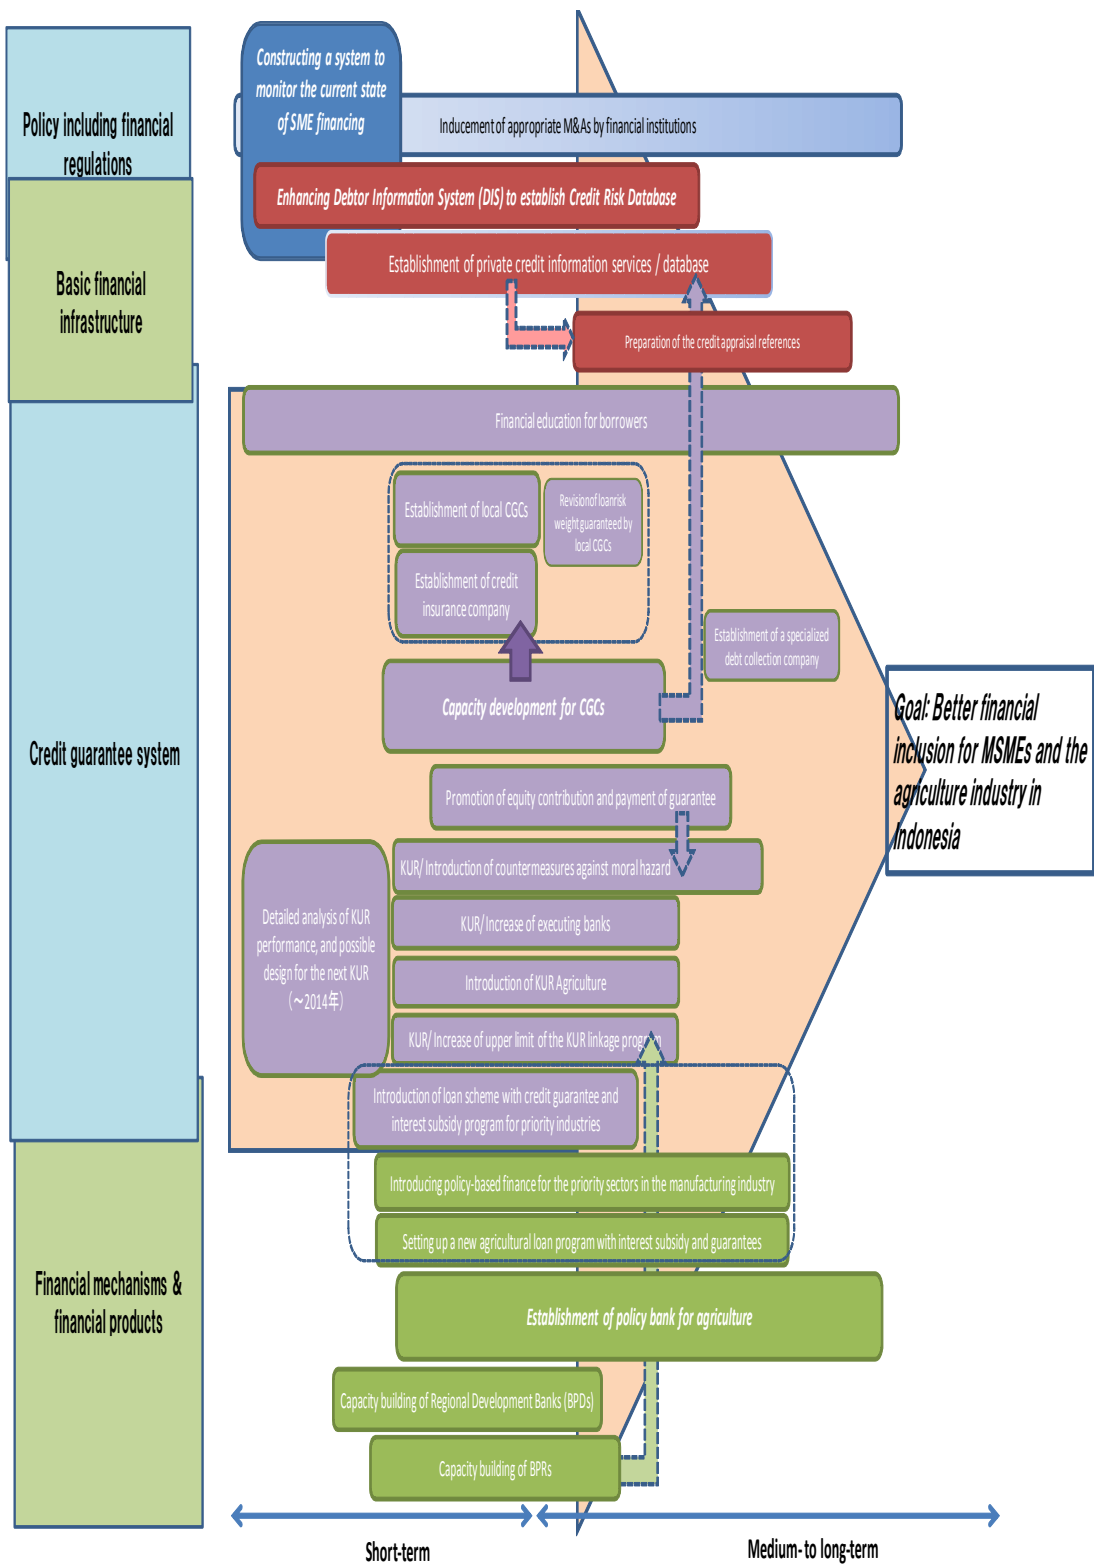 Policy including financial
regulations
Basic financial
infrastructure
Credit guarantee system
Financial mechanisms &
financial products
Constructing a system to
monitor the current state
of SME financing
Inducement of appropriate M&As by financial institutions
Enhancing Debtor Information System (DIS) to establish Credit Risk Database
Establishment of private credit information services / database
Preparation of the credit appraisal references
Financial education for borrowers
Establishment of local CGCs
Revision of loan risk
weight guaranteed by
local CGCs
Establishment of credit
insurance company
Establishment of a specialized
debt collection company
Capacity development for CGCs
Goal: Better financial
inclusion for MSMEs and the
agriculture industry in
Indonesia
Promotion of equity contribution and payment of guarantee
KUR/ Introduction of countermeasures against moral hazard
Detailed analysis of KUR
performance, and possible
design for the next KUR
(～2014年)
KUR/ Increase of executing banks
Introduction of KUR Agriculture
KUR/ Increase of upper limit of the KUR linkage program
Introduction of loan scheme with credit guarantee and
interest subsidy program for priority industries
Introducing policy-based finance for the priority sectors in the manufacturing industry
Setting up a new agricultural loan program with interest subsidy and guarantees
Establishment of policy bank for agriculture
Capacity building of Regional Development Banks (BPDs)
Capacity building of BPRs
Short-term
Medium- to long-term